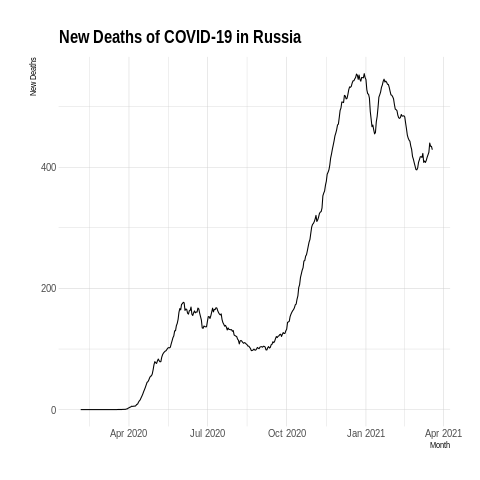 New Deaths of COVID-19 in Russia
New Deaths
400
200
0
Apr 2020 Jul 2020 Oct 2020 Jan 2021 Apr 2021
Month